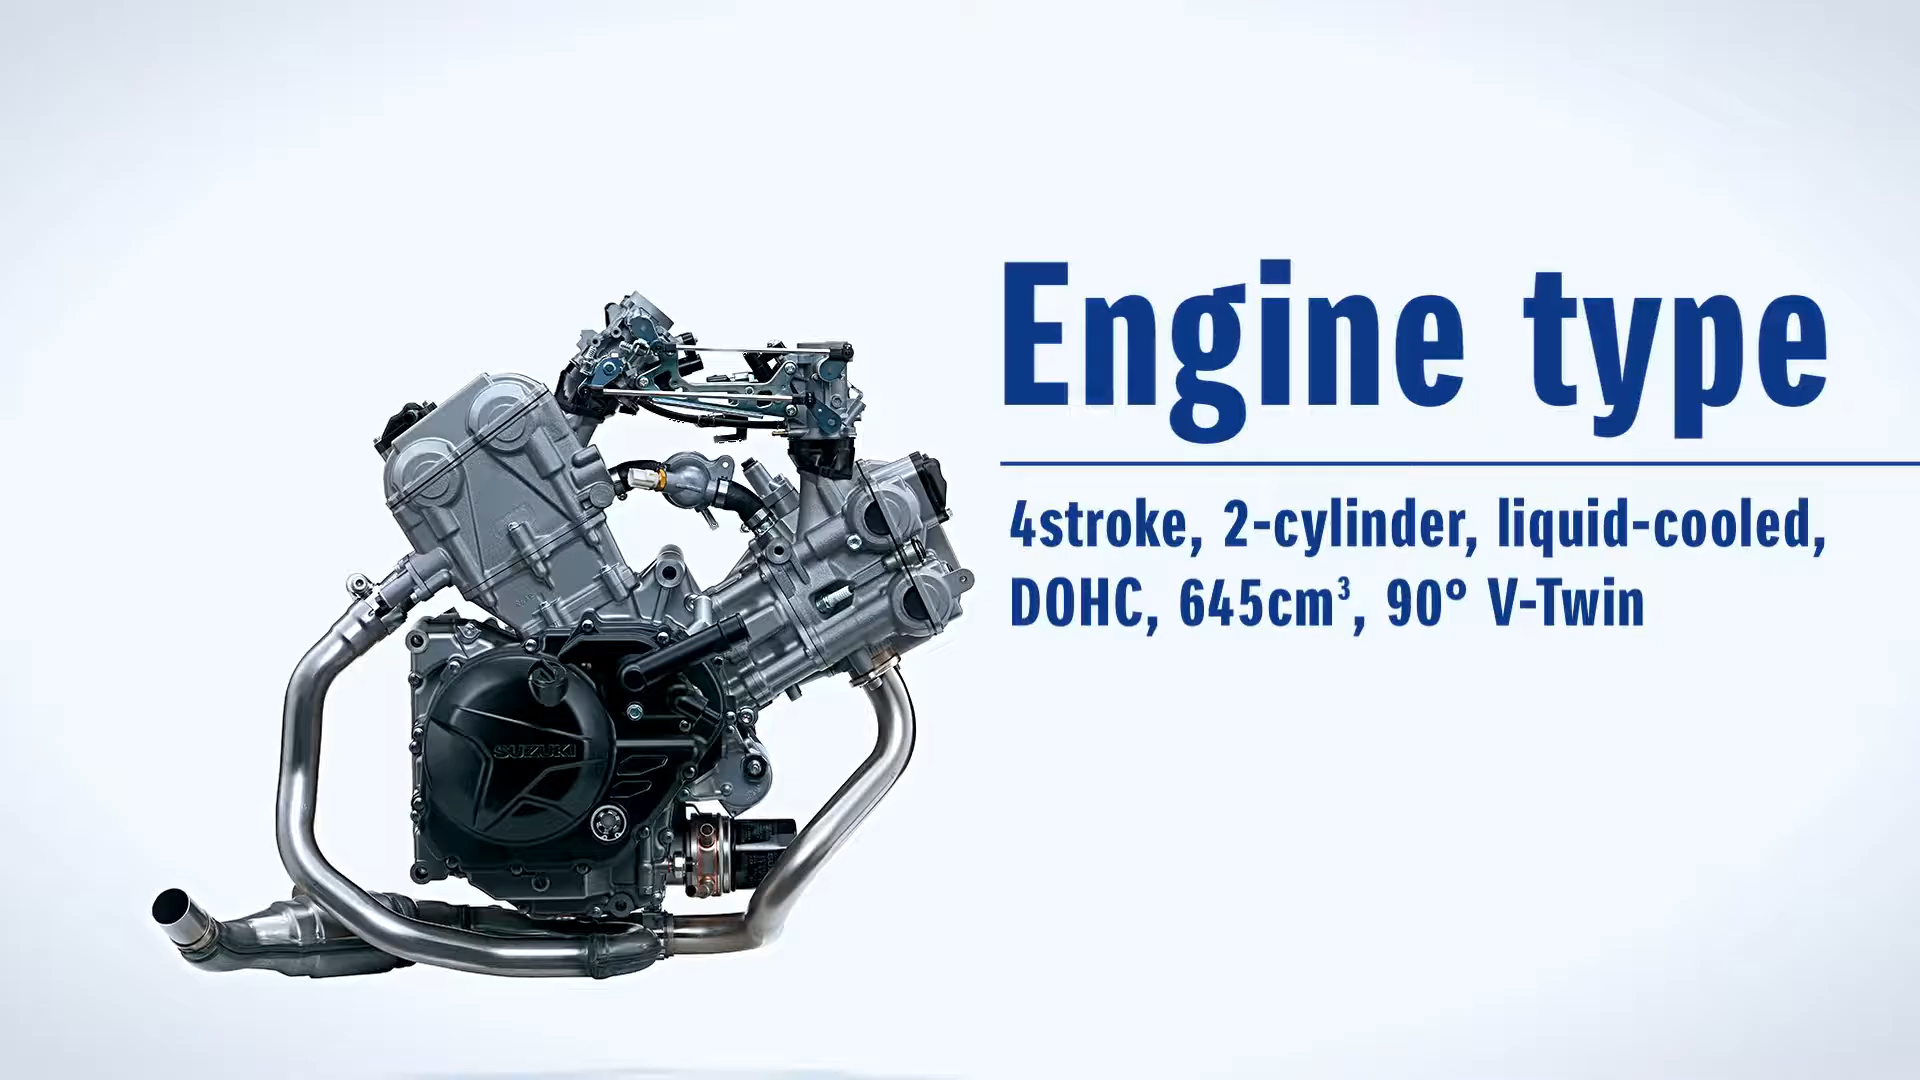 Engine type
4stroke, 2-cylinder, liquid-cooled,
DOHC, 645cm³, 90° V-Twin
SUZUKI